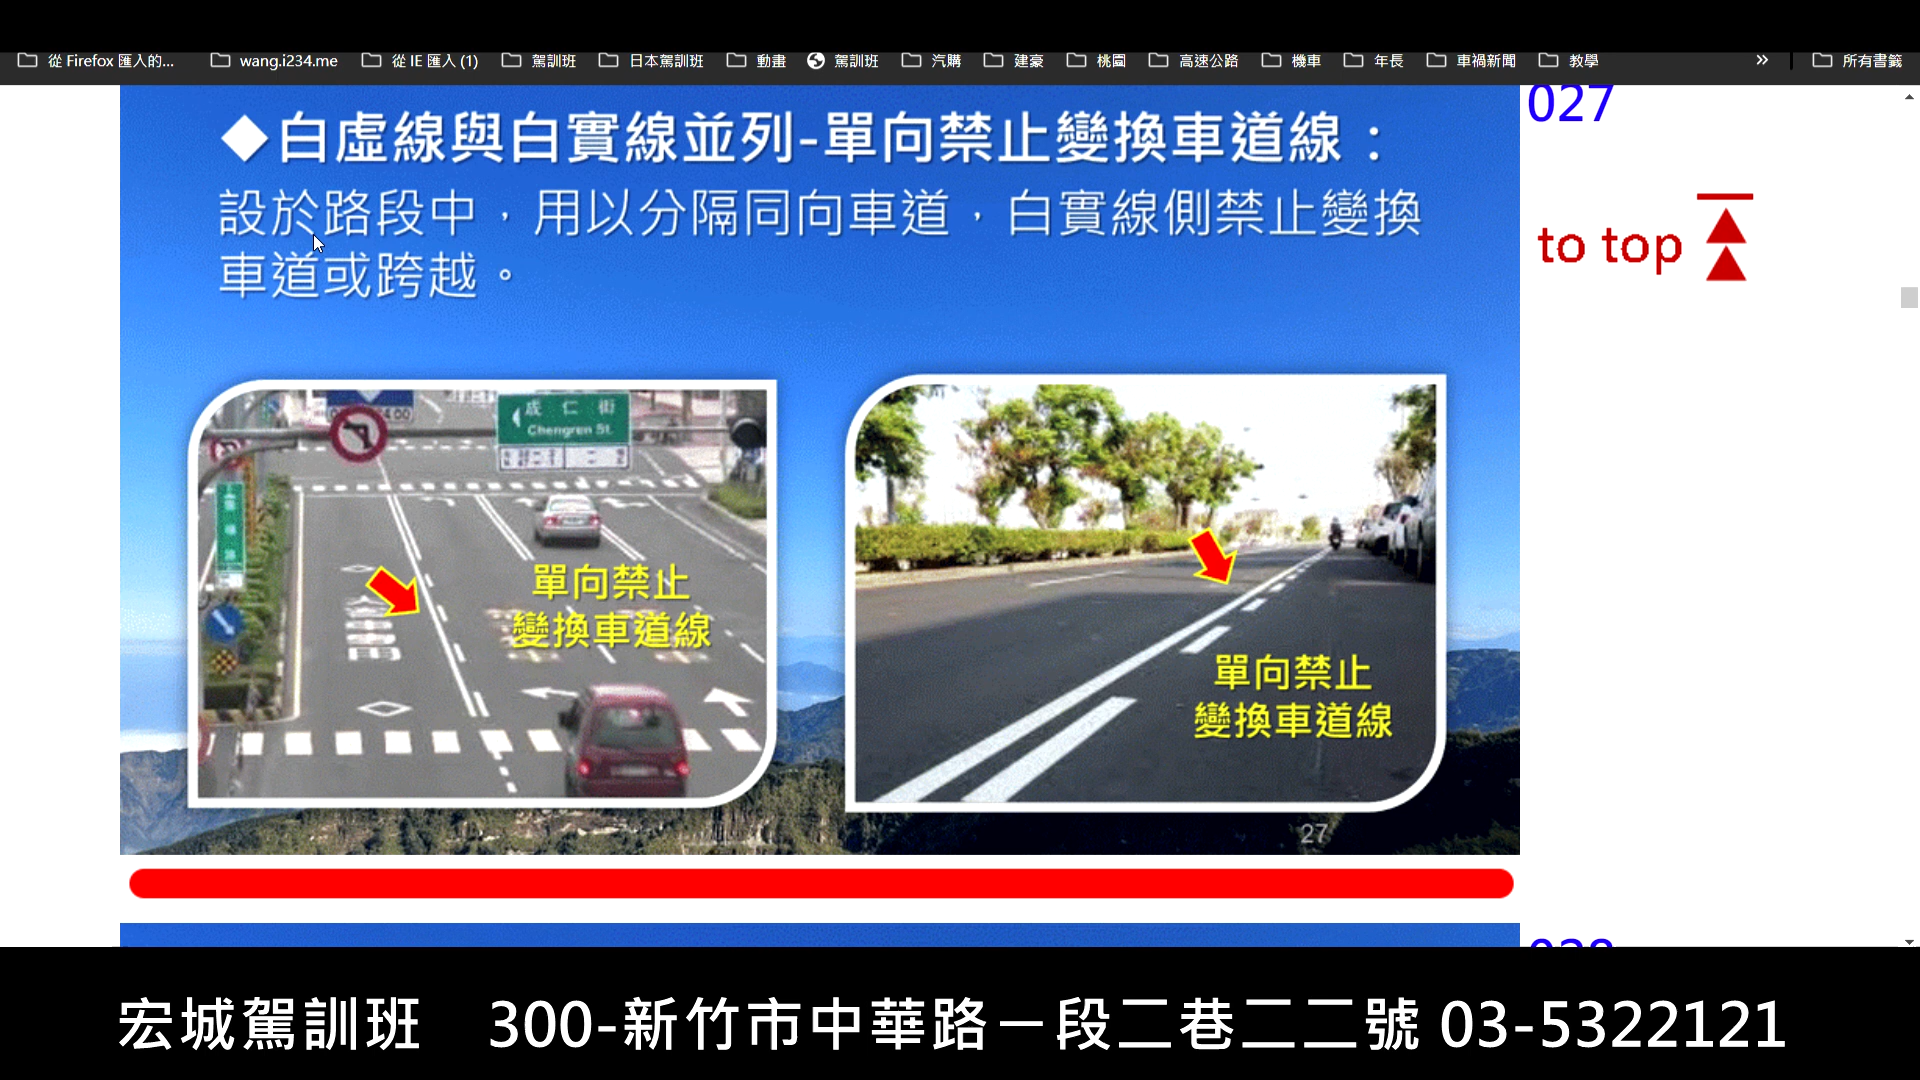 從 Firefox 匯入的... wang.i234.me 從 IE 匯入 (1) 駕訓班 日本駕訓班 動畫 駕訓班 汽購 建豪 桃園 高速公路 機車 年長 車禍新聞 教學 » 所有書籤
027
◆白虛線與白實線並列-單向禁止變換車道線：
設於路段中，用以分隔同向車道，白實線側禁止變換
車道或跨越。
to top
成仁街
Chengren St.
單向禁止
變換車道線
單向禁止
變換車道線
27
宏城駕訓班 300-新竹市中華路一段二巷二二號 03-5322121